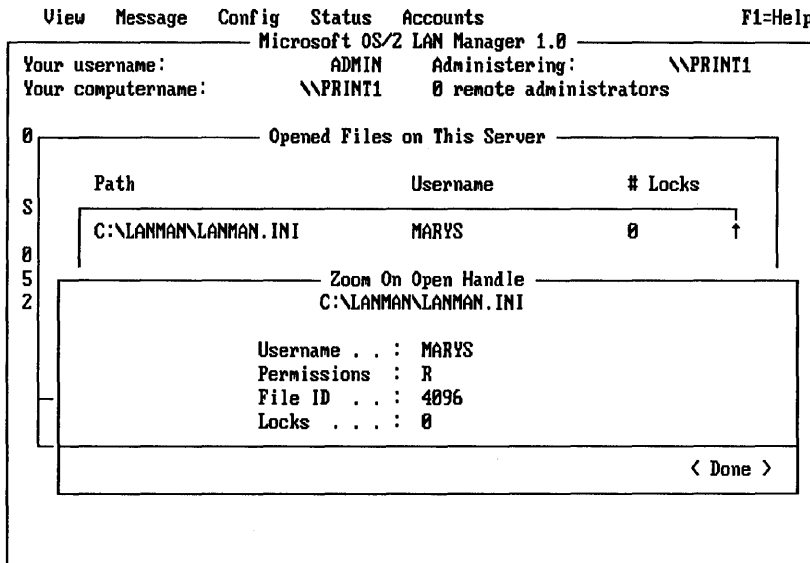 View Message Config Status Accounts F1=Help
Microsoft OS/2 LAN Manager 1.0
Your username: ADMIN Administering: \\PRINT1
Your computername: \\PRINT1 0 remote administrators
0
Opened Files on This Server
Path Username # Locks
S
C:\LANMAN\LANMAN.INI MARYS 0 ↑
0
5
Zoom On Open Handle
2
C:\LANMAN\LANMAN.INI
Username . . : MARYS
Permissions : R
File ID . . : 4096
Locks . . . : 0
< Done >